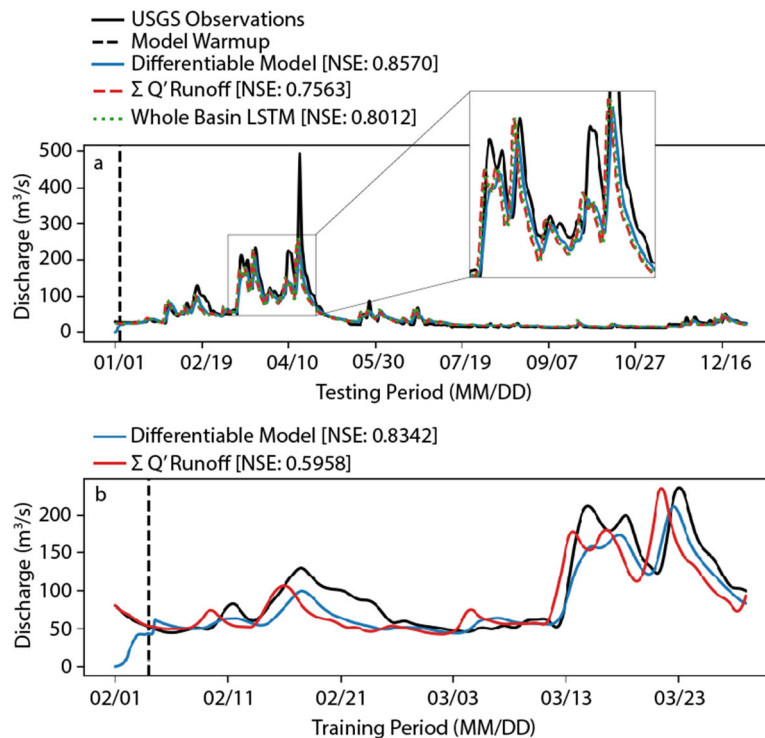 USGS Observations
Model Warmup
Differentiable Model [NSE: 0.8570]
Σ Q' Runoff [NSE: 0.7563]
Whole Basin LSTM [NSE: 0.8012]
a
500
400
300
200
100
0
Discharge (m³/s)
01/01 02/19 04/10 05/30 07/19 09/07 10/27 12/16
Testing Period (MM/DD)
Differentiable Model [NSE: 0.8342]
Σ Q' Runoff [NSE: 0.5958]
b
200
150
100
50
0
Discharge (m³/s)
02/01 02/11 02/21 03/03 03/13 03/23
Training Period (MM/DD)